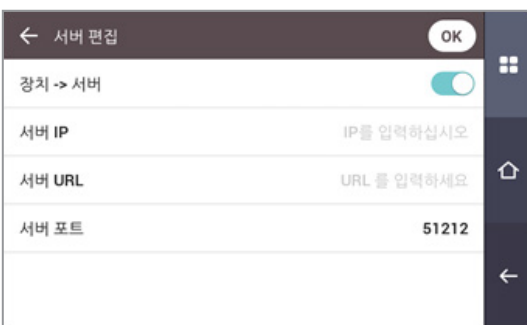 서버 편집 OK
장치 -> 서버
서버 IP IP를 입력하십시오
서버 URL URL 를 입력하세요
서버 포트 51212